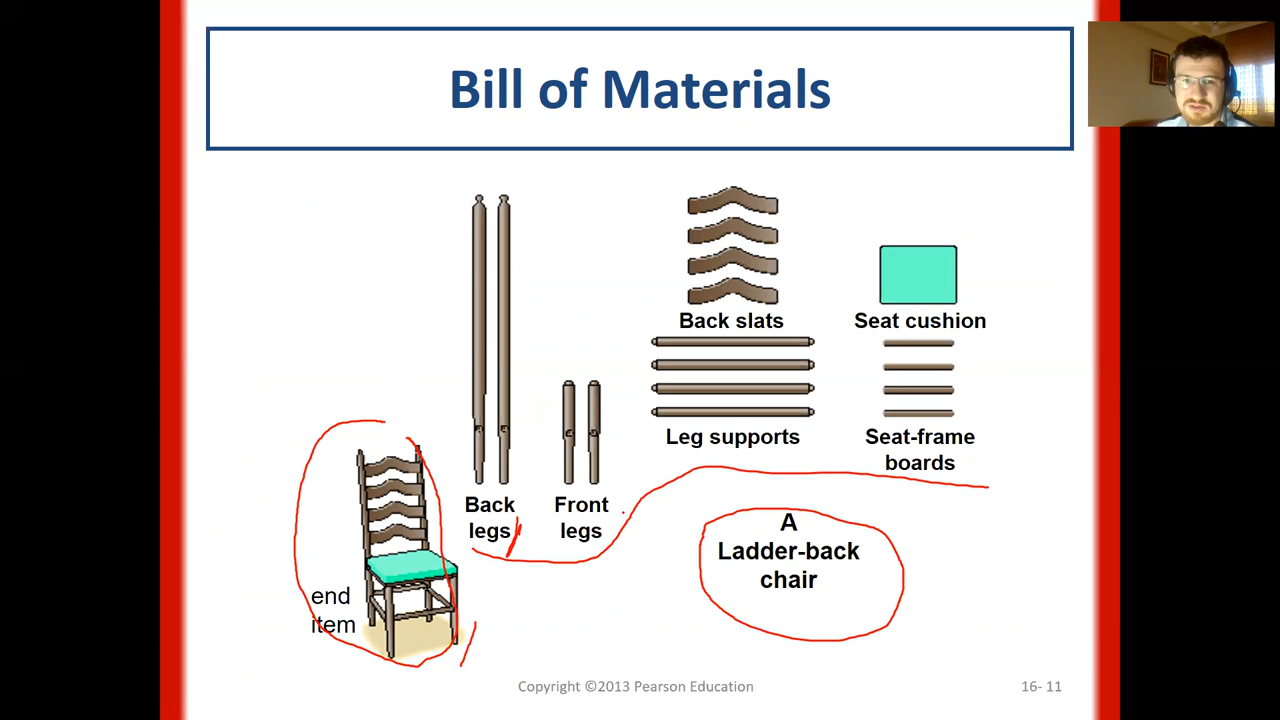 Bill of Materials
Back slats
Seat cushion
Leg supports
Seat-frame
boards
Back
legs
Front
legs
A
Ladder-back
chair
end
item
Copyright ©2013 Pearson Education
16- 11